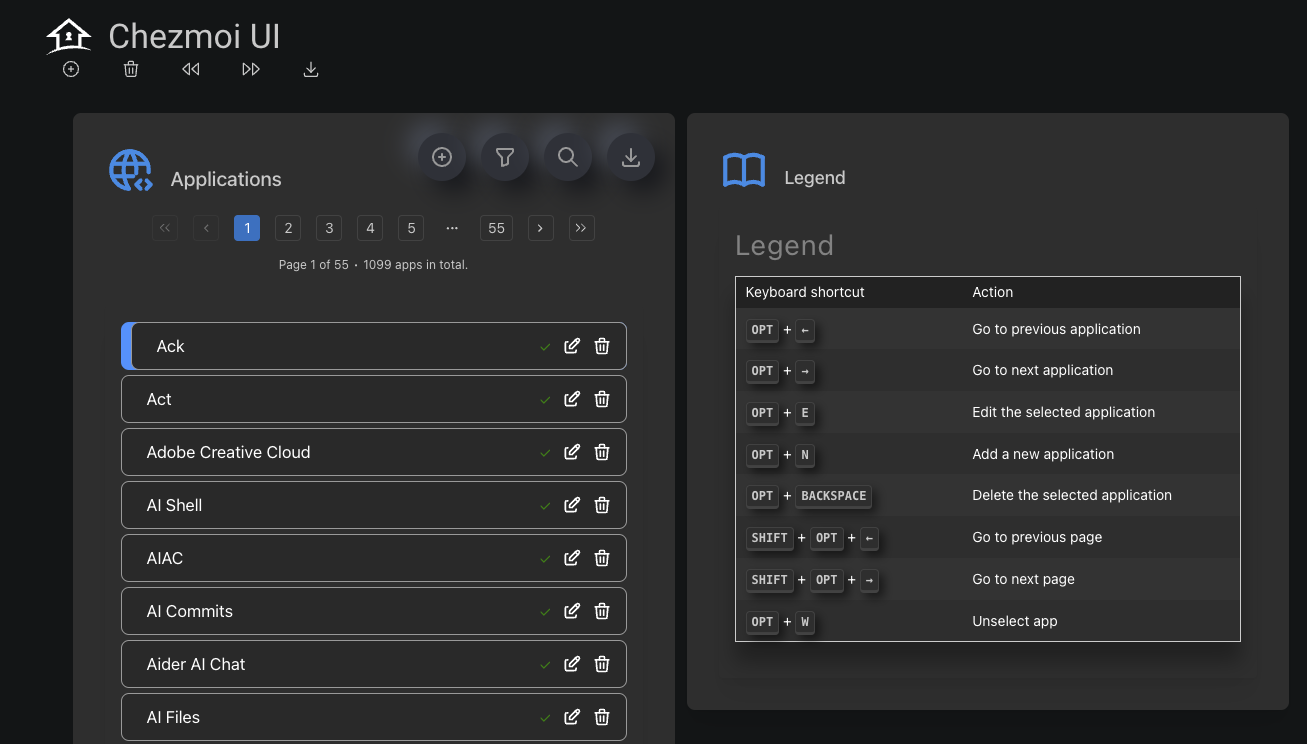 Chezmoi UI
Applications
1 2 3 4 5 ... 55
Page 1 of 55 • 1099 apps in total.
Ack
Act
Adobe Creative Cloud
AI Shell
AIAC
AI Commits
Aider AI Chat
AI Files
Legend
Legend
Keyboard shortcut Action
OPT + ← Go to previous application
OPT + → Go to next application
OPT + E Edit the selected application
OPT + N Add a new application
OPT + BACKSPACE Delete the selected application
SHIFT + OPT + ← Go to previous page
SHIFT + OPT + → Go to next page
OPT + W Unselect app